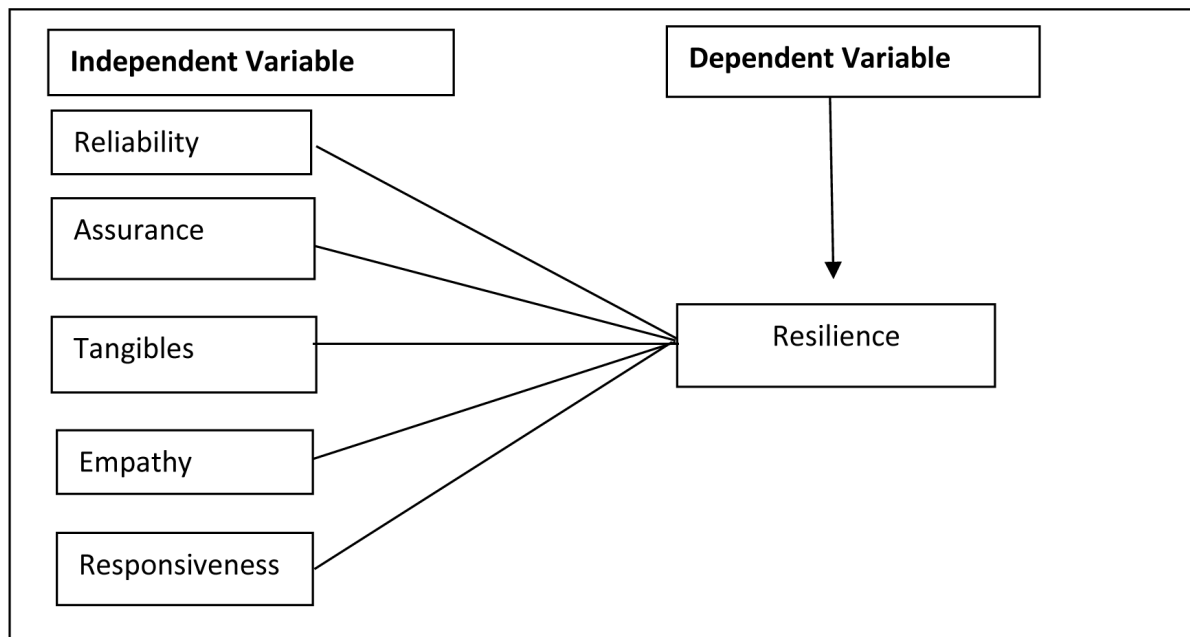 Independent Variable
Dependent Variable
Reliability
Assurance
Tangibles
Empathy
Responsiveness
Resilience